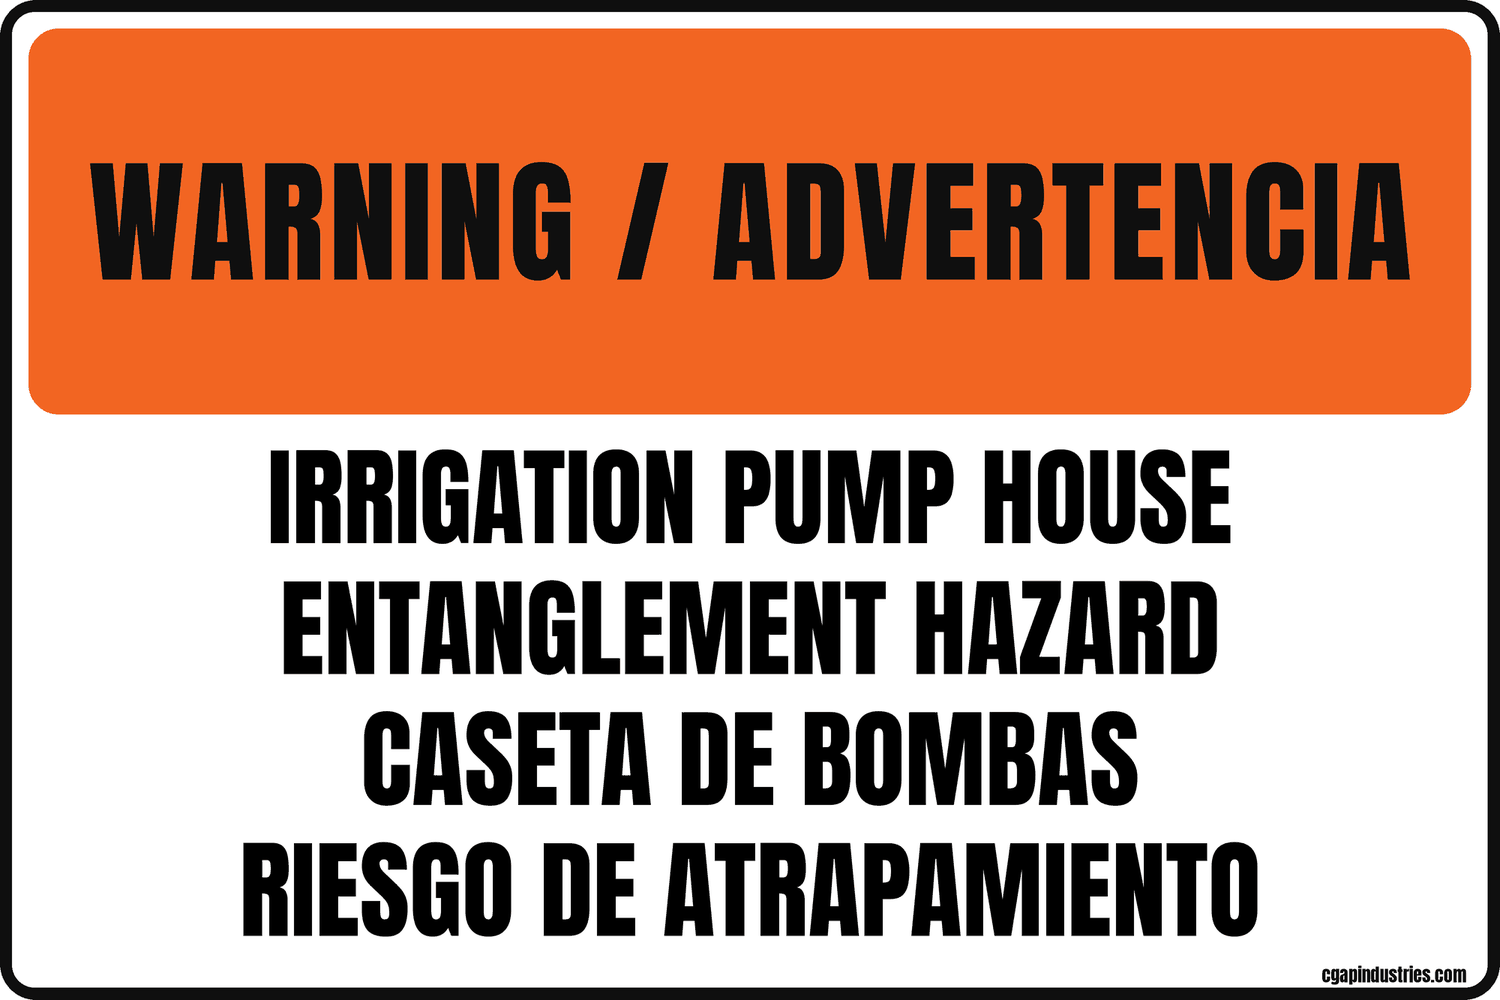 WARNING / ADVERTENCIA
IRRIGATION PUMP HOUSE
ENTANGLEMENT HAZARD
CASETA DE BOMBAS
RIESGO DE ATRAPAMIENTO
cgapindustries.com